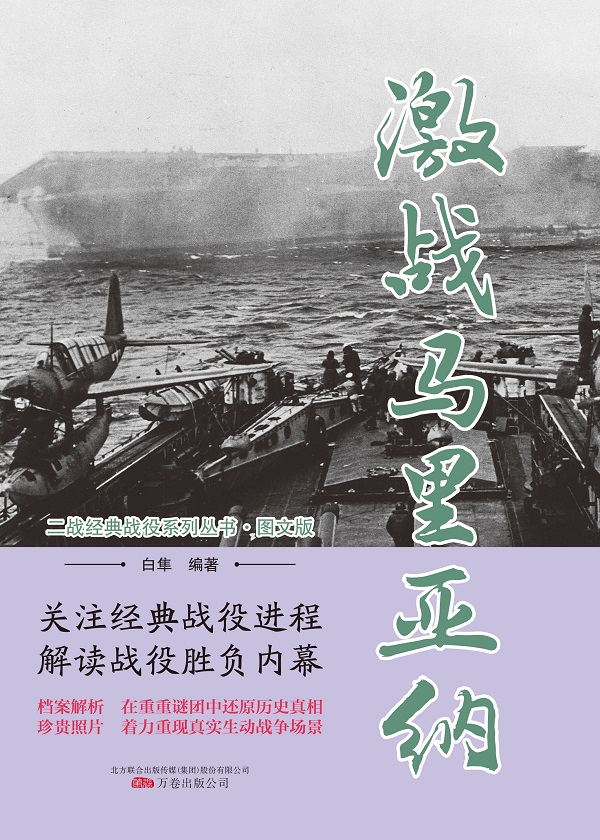 激战马里亚纳
二战经典战役系列丛书·图文版
白隼 编著
关注经典战役进程
解读战役胜负内幕
档案解析 在重重谜团中还原历史真相
珍贵照片 着力重现真实生动战争场景
北方联合出版传媒(集团)股份有限公司
万卷出版公司